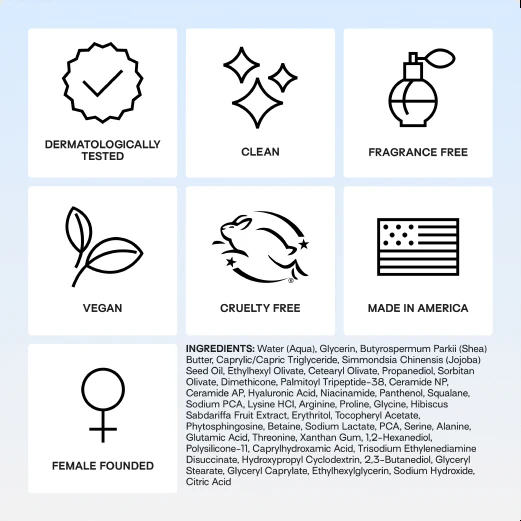 DERMATOLOGICALLY
TESTED
CLEAN
FRAGRANCE FREE
VEGAN
CRUELTY FREE
®
MADE IN AMERICA
FEMALE FOUNDED
INGREDIENTS: Water (Aqua), Glycerin, Butyrospermum Parkii (Shea)
Butter, Caprylic/Capric Triglyceride, Simmondsia Chinensis (Jojoba)
Seed Oil, Ethylhexyl Olivate, Cetearyl Olivate, Propanediol, Sorbitan
Olivate, Dimethicone, Palmitoyl Tripeptide-38, Ceramide NP,
Ceramide AP, Hyaluronic Acid, Niacinamide, Panthenol, Squalane,
Sodium PCA, Lysine HCl, Arginine, Proline, Glycine, Hibiscus
Sabdariffa Fruit Extract, Erythritol, Tocopheryl Acetate,
Phytosphingosine, Betaine, Sodium Lactate, PCA, Serine, Alanine,
Glutamic Acid, Threonine, Xanthan Gum, 1,2-Hexanediol,
Polysilicone-11, Caprylhydroxamic Acid, Trisodium Ethylenediamine
Disuccinate, Hydroxypropyl Cyclodextrin, 2,3-Butanediol, Glyceryl
Stearate, Glyceryl Caprylate, Ethylhexylglycerin, Sodium Hydroxide,
Citric Acid